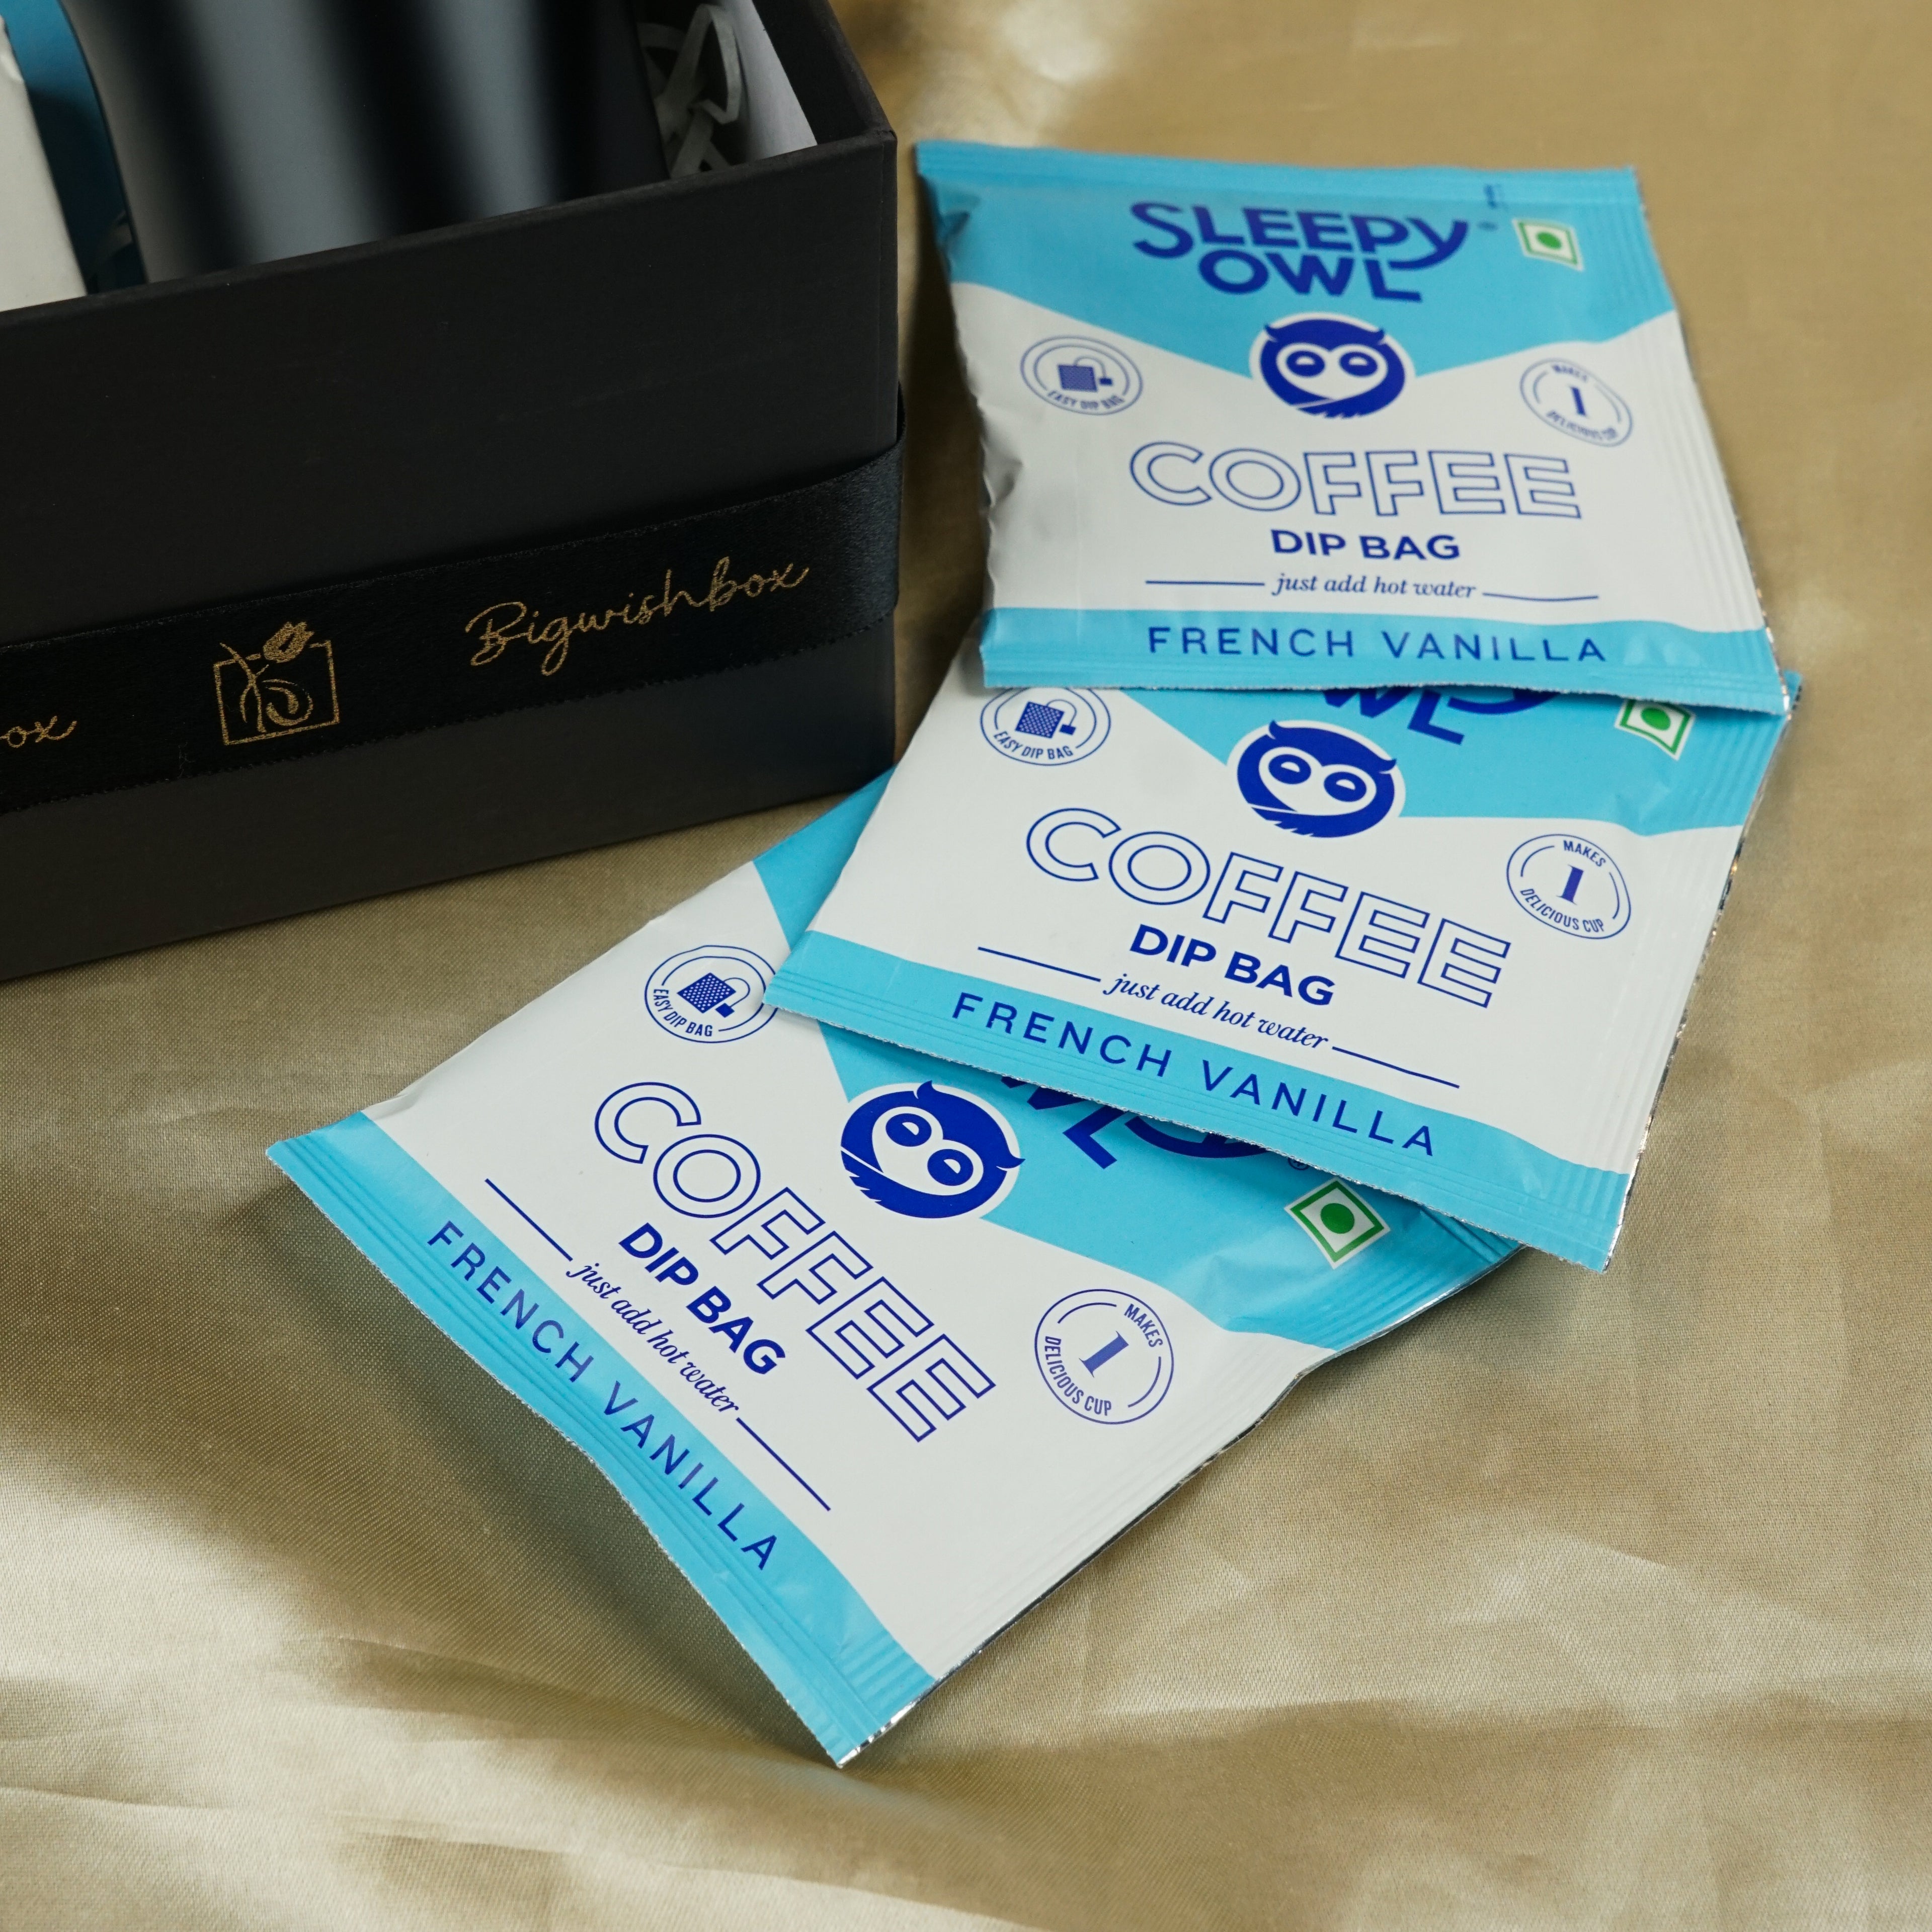 SLEEPY
OWL
EASY DIP BAG
MAKES
1
DELICIOUS CUP
COFFEE
DIP BAG
just add hot water
FRENCH VANILLA
Bigwishbox
ox
WL
EASY DIP BAG
MAKES
1
DELICIOUS CUP
COFFEE
DIP BAG
just add hot water
FRENCH VANILLA
WL
EASY DIP BAG
MAKES
1
DELICIOUS CUP
COFFEE
DIP BAG
just add hot water
FRENCH VANILLA